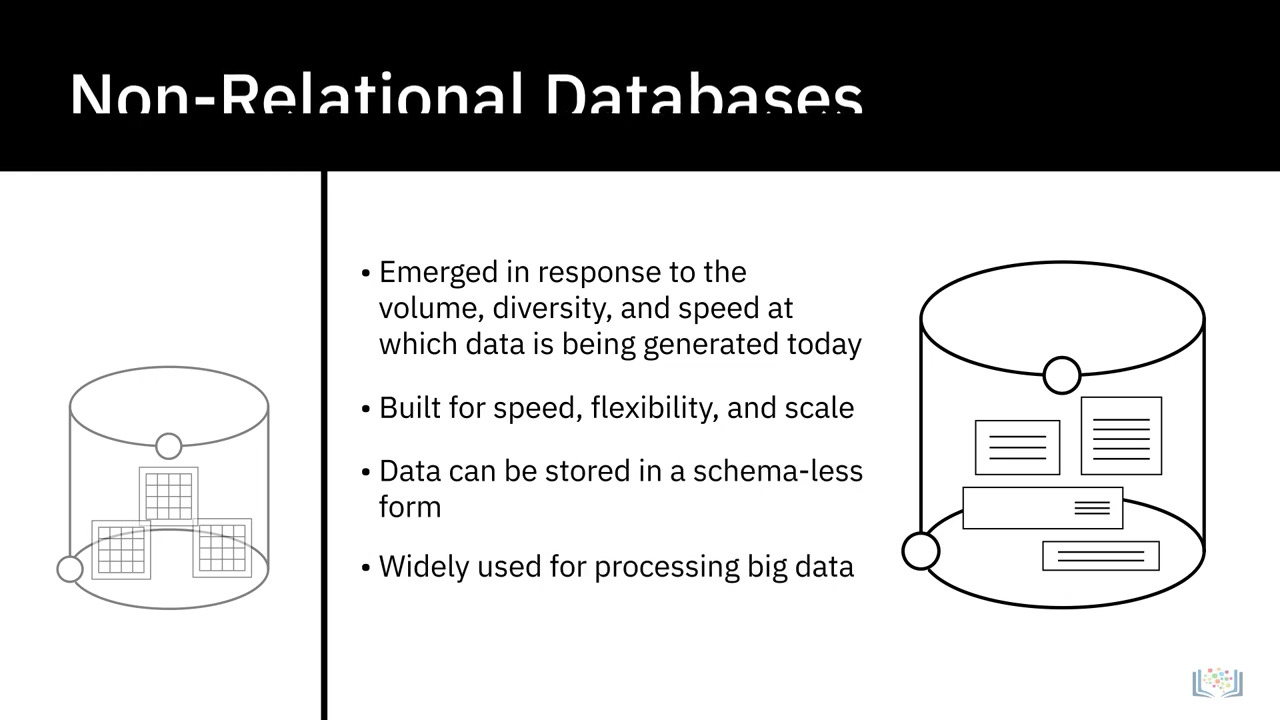 Non-Relational Databases
• Emerged in response to the
volume, diversity, and speed at
which data is being generated today
• Built for speed, flexibility, and scale
• Data can be stored in a schema-less
form
• Widely used for processing big data